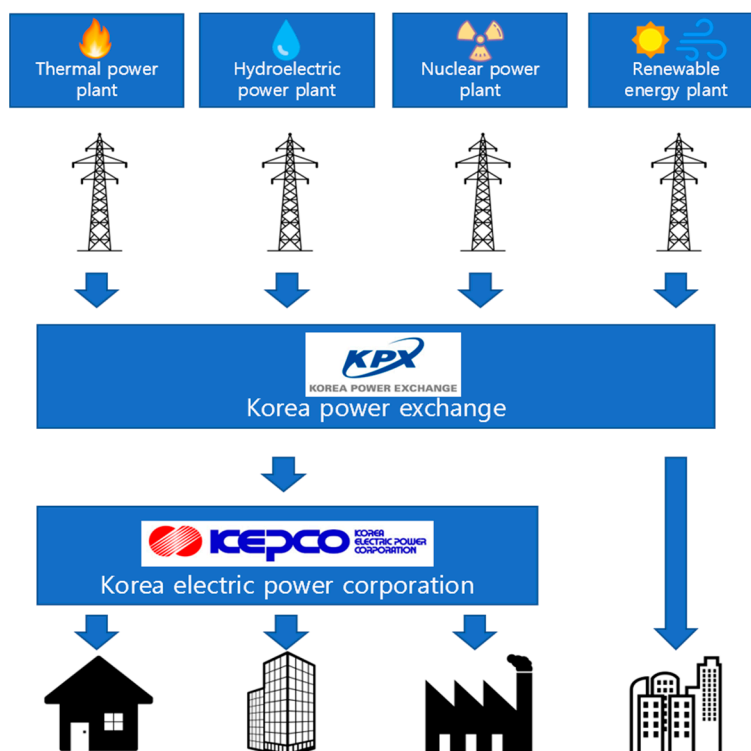 Thermal power
plant
Hydroelectric
power plant
Nuclear power
plant
Renewable
energy plant
KPX
KOREA POWER EXCHANGE
Korea power exchange
KEPCO
KOREA
ELECTRIC POWER
CORPORATION
Korea electric power corporation